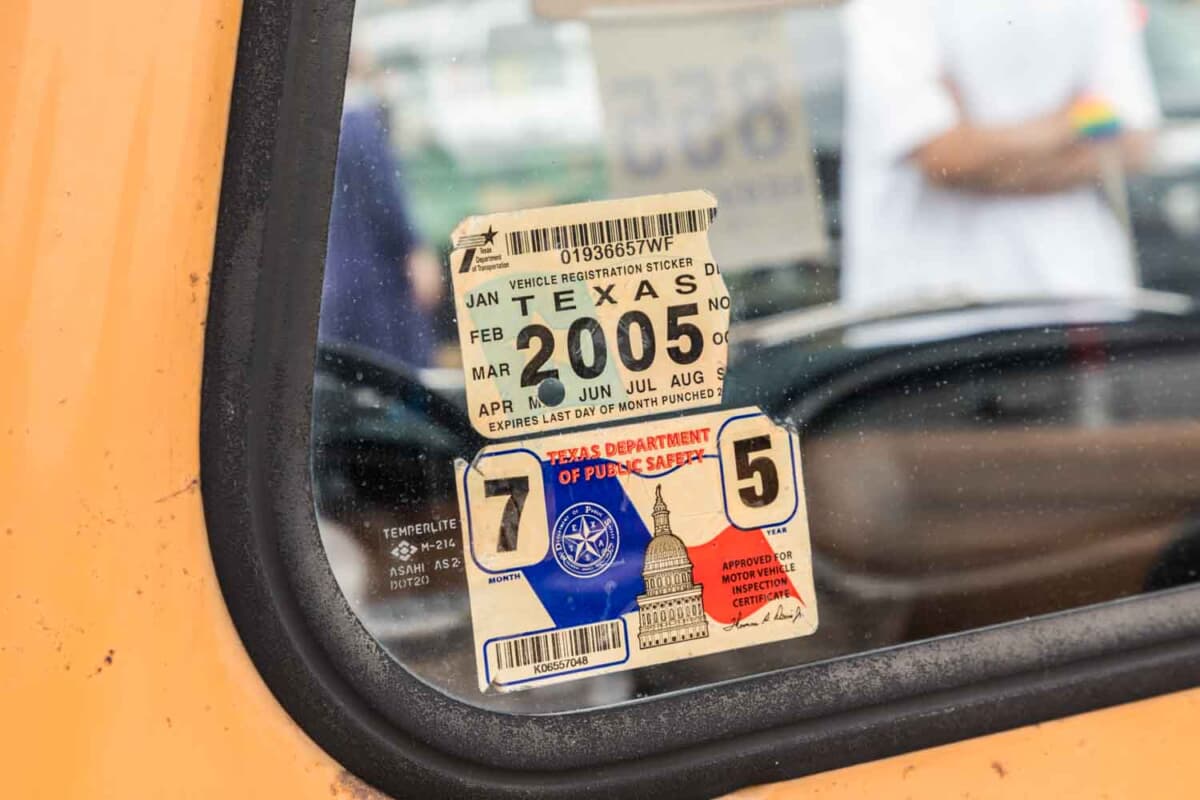 01936657WF
Texas
Department
of Transportation
VEHICLE REGISTRATION STICKER
JAN TEXAS
FEB 2005 NO
MAR
APR M JUN JUL AUG S
EXPIRES LAST DAY OF MONTH PUNCHED 2
TEXAS DEPARTMENT
OF PUBLIC SAFETY
7
MONTH
5
YEAR
APPROVED FOR
MOTOR VEHICLE
INSPECTION
CERTIFICATE
K06557048
TEMPERLITE
M-214
ASAHI AS2
DOT20